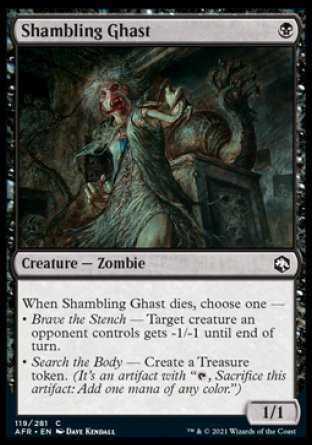 Shambling Ghast
Creature — Zombie
When Shambling Ghast dies, choose one —
• Brave the Stench — Target creature an
opponent controls gets -1/-1 until end of
turn.
• Search the Body — Create a Treasure
token. (It's an artifact with “, Sacrifice this
artifact: Add one mana of any color.”)
1/1
119/281 C
AFR • EN DAVE KENDALL
™ & © 2021 Wizards of the Coast